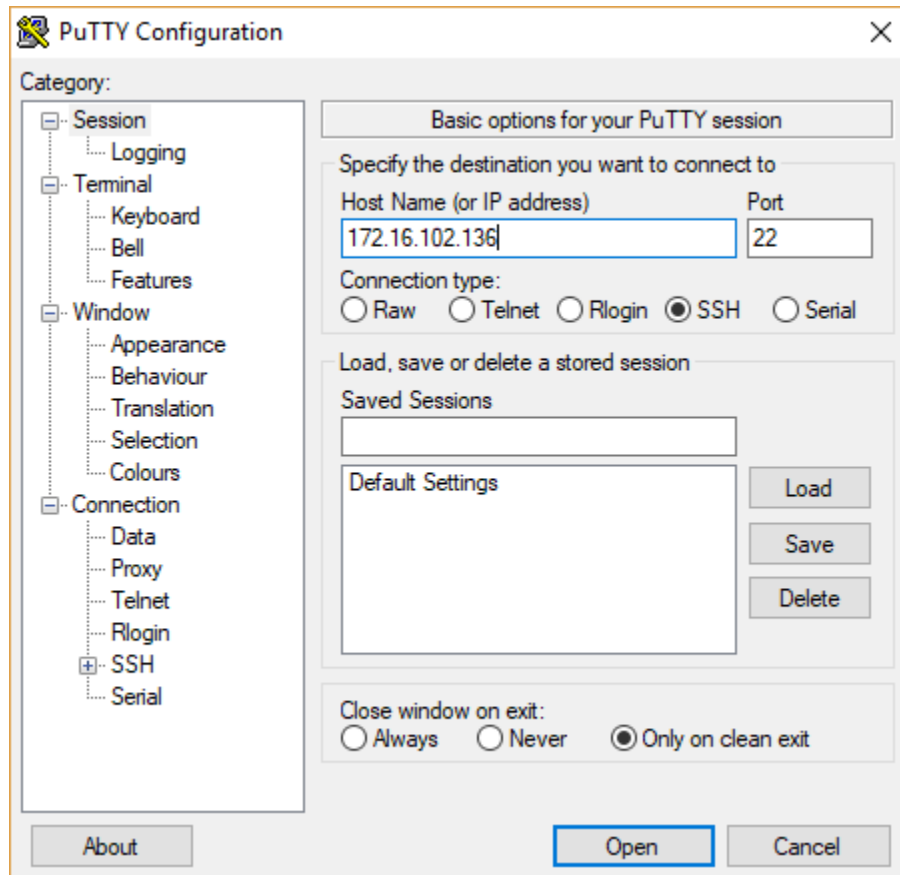 PuTTY Configuration
Category:
Session
Logging
Terminal
Keyboard
Bell
Features
Window
Appearance
Behaviour
Translation
Selection
Colours
Connection
Data
Proxy
Telnet
Rlogin
SSH
Serial
Basic options for your PuTTY session
Specify the destination you want to connect to
Host Name (or IP address) Port
172.16.102.136 22
Connection type:
Raw Telnet Rlogin SSH Serial
Load, save or delete a stored session
Saved Sessions
Default Settings
Load
Save
Delete
Close window on exit:
Always Never Only on clean exit
About Open Cancel